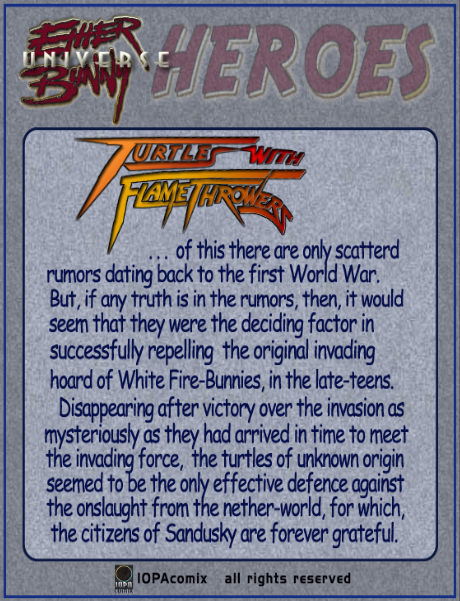 ETHER
UNIVERSE
BUNNY
HEROES
TURTLES WITH
FLAMETHROWERS
... of this there are only scatterd
rumors dating back to the first World War.
But, if any truth is in the rumors, then, it would
seem that they were the deciding factor in
successfully repelling the original invading
hoard of White Fire-Bunnies, in the late-teens.
Disappearing after victory over the invasion as
mysteriously as they had arrived in time to meet
the invading force, the turtles of unknown origin
seemed to be the only effective defence against
the onslaught from the nether-world, for which,
the citizens of Sandusky are forever grateful.
IOPA
COMIX
IOPAcomix all rights reserved